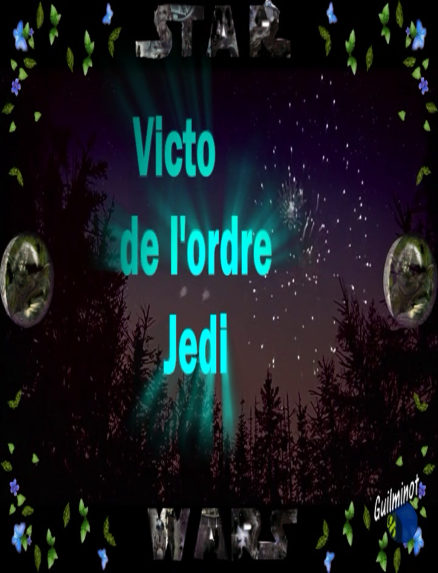 STAR
Victo
de l'ordre
Jedi
Guilminot
WARS